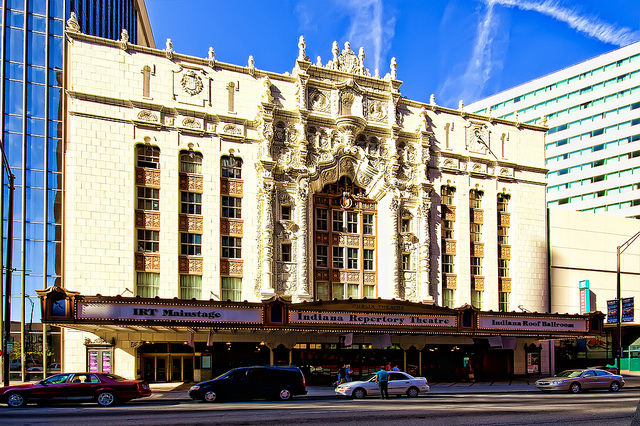 IRT Mainstage
Indiana Repertory Theatre
Indiana Roof Ballroom